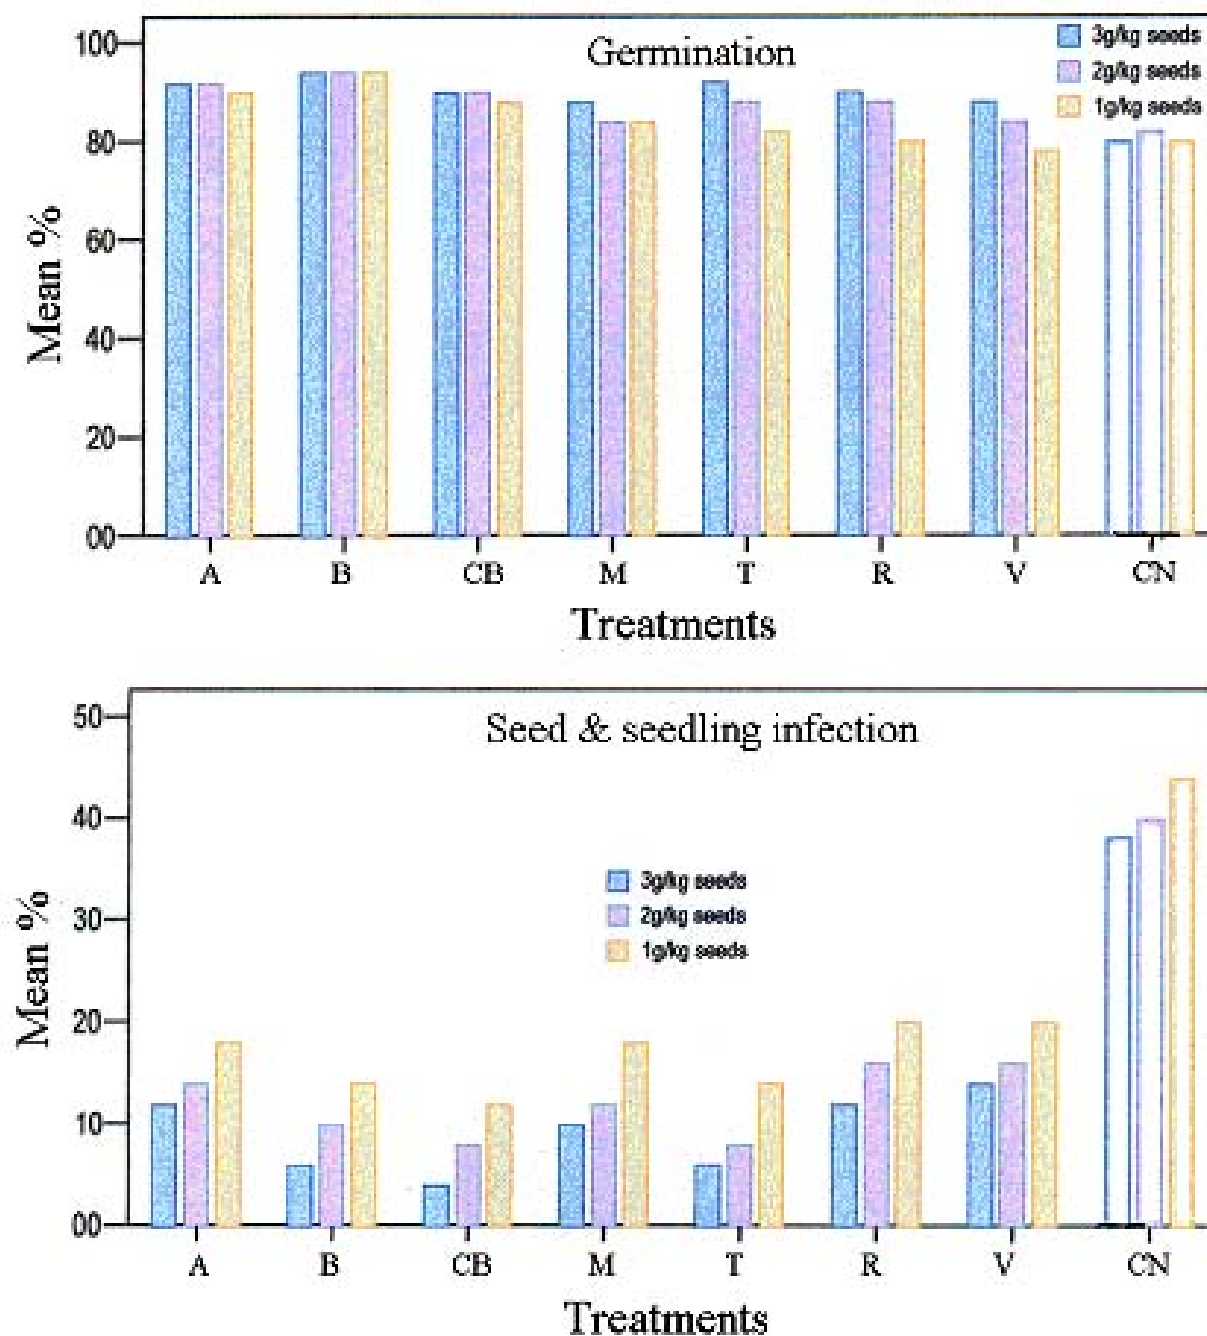 Germination
3g/kg seeds
2g/kg seeds
1g/kg seeds
100
80
60
40
20
00
Mean %
A B CB M T R V CN
Treatments
Seed & seedling infection
3g/kg seeds
2g/kg seeds
1g/kg seeds
50
40
30
20
10
00
Mean %
A B CB M T R V CN
Treatments